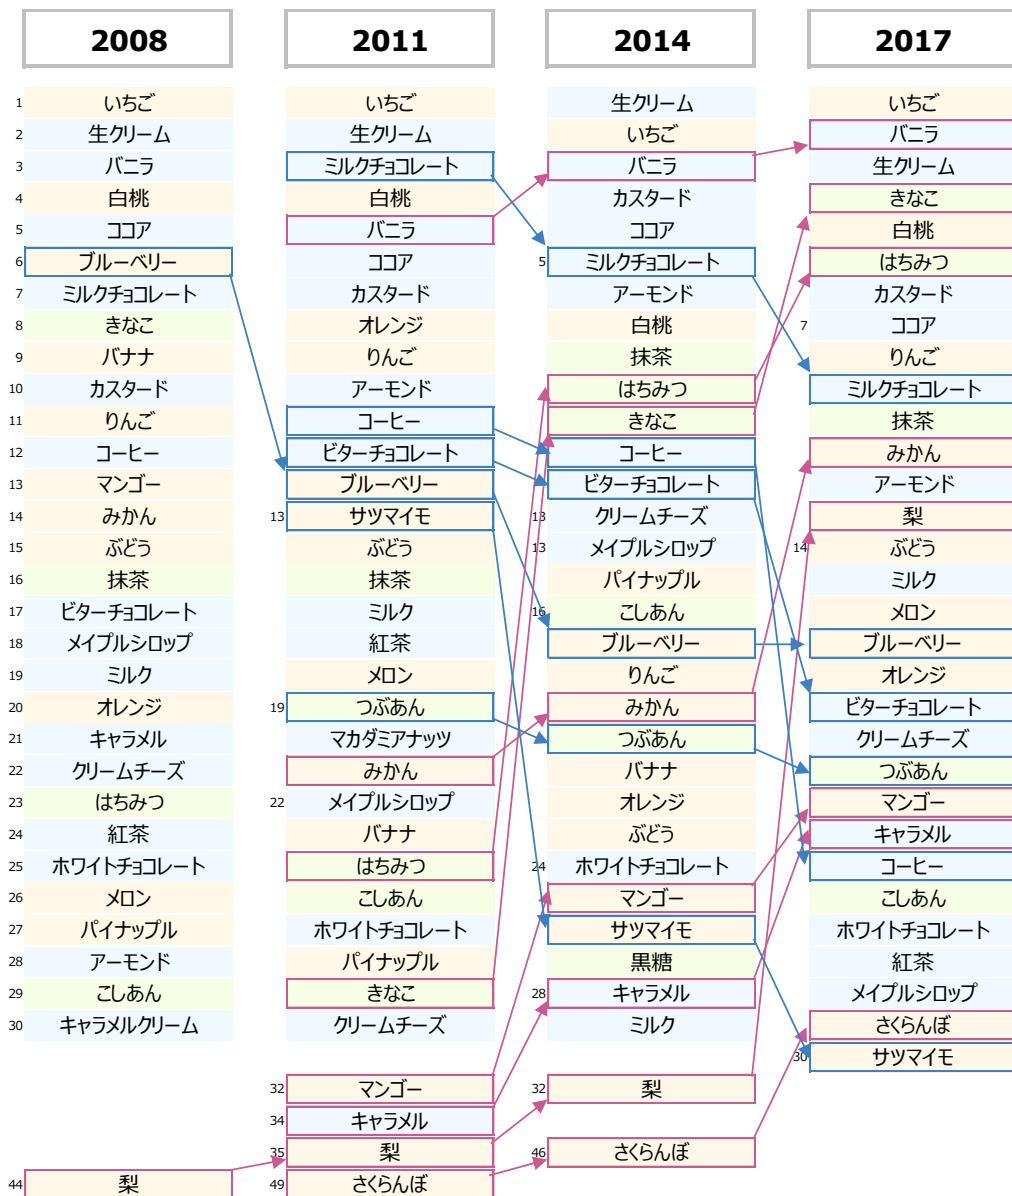 2008 2011 2014 2017
1 いちご いちご 生クリーム いちご
2 生クリーム 生クリーム いちご バニラ
3 バニラ ミルクチョコレート バニラ 生クリーム
4 白桃 白桃 カスタード きなこ
5 ココア バニラ ココア 白桃
6 ブルーベリー ココア 5 ミルクチョコレート はちみつ
7 ミルクチョコレート カスタード アーモンド カスタード
8 きなこ オレンジ 白桃 7 ココア
9 バナナ りんご 抹茶 りんご
10 カスタード アーモンド はちみつ ミルクチョコレート
11 りんご コーヒー きなこ 抹茶
12 コーヒー ビターチョコレート コーヒー みかん
13 マンゴー ブルーベリー ビターチョコレート アーモンド
14 みかん 13 サツマイモ 13 クリームチーズ 梨
15 ぶどう ぶどう 13 メイプルシロップ 14 ぶどう
16 抹茶 抹茶 パイナップル ミルク
17 ビターチョコレート ミルク 16 こしあん メロン
18 メイプルシロップ 紅茶 ブルーベリー ブルーベリー
19 ミルク メロン りんご オレンジ
20 オレンジ 19 つぶあん みかん ビターチョコレート
21 キャラメル マカダミアナッツ つぶあん クリームチーズ
22 クリームチーズ みかん バナナ つぶあん
23 はちみつ 22 メイプルシロップ オレンジ マンゴー
24 紅茶 バナナ ぶどう キャラメル
25 ホワイトチョコレート はちみつ 24 ホワイトチョコレート コーヒー
26 メロン こしあん マンゴー こしあん
27 パイナップル ホワイトチョコレート サツマイモ ホワイトチョコレート
28 アーモンド パイナップル 黒糖 紅茶
29 こしあん きなこ 28 キャラメル メイプルシロップ
30 キャラメルクリーム クリームチーズ ミルク さくらんぼ
30 サツマイモ
32 マンゴー 32 梨
34 キャラメル
35 梨 46 さくらんぼ
44 梨 49 さくらんぼ